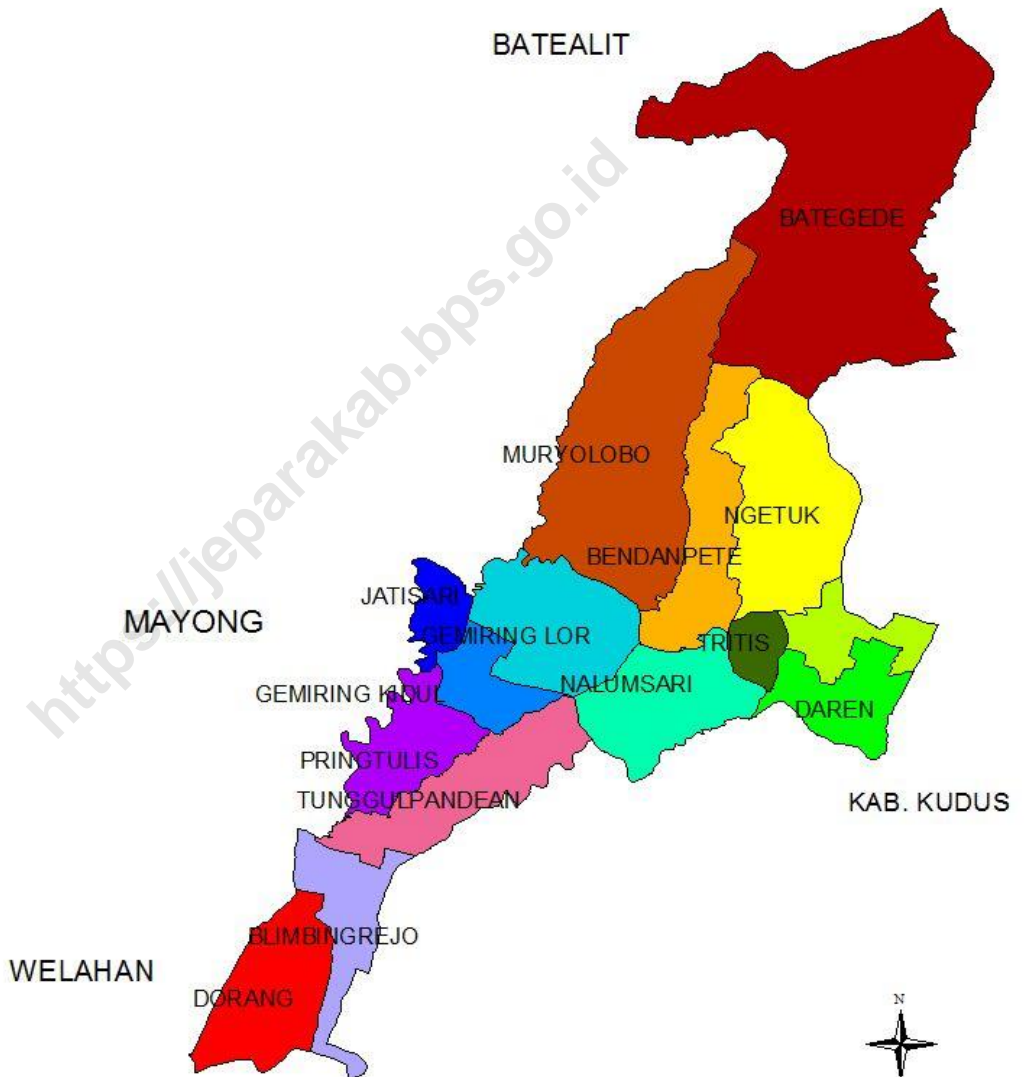 BATEALIT
BATEGEDE
MURYOLOBO
NGETUK
BENDANPETE
JATISARI
MAYONG
GEMIRING LOR
TRITIS
NALUMSARI
GEMIRING KIDUL
DAREN
PRINGTULIS
TUNGGULPANDEAN
KAB. KUDUS
BLIMBINGREJO
WELAHAN
DORANG
N
https://jeparakab.bps.go.id